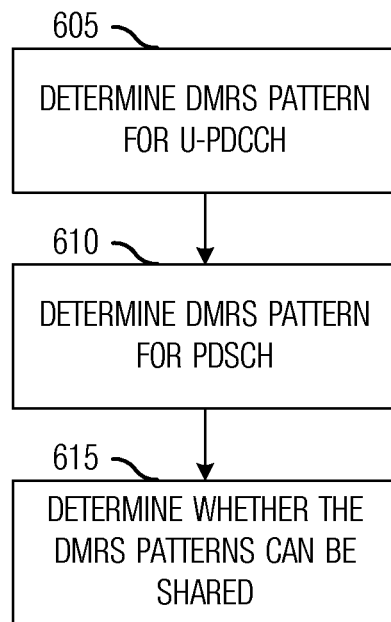 605
DETERMINE DMRS PATTERN
FOR U-PDCCH
610
DETERMINE DMRS PATTERN
FOR PDSCH
615
DETERMINE WHETHER THE
DMRS PATTERNS CAN BE
SHARED